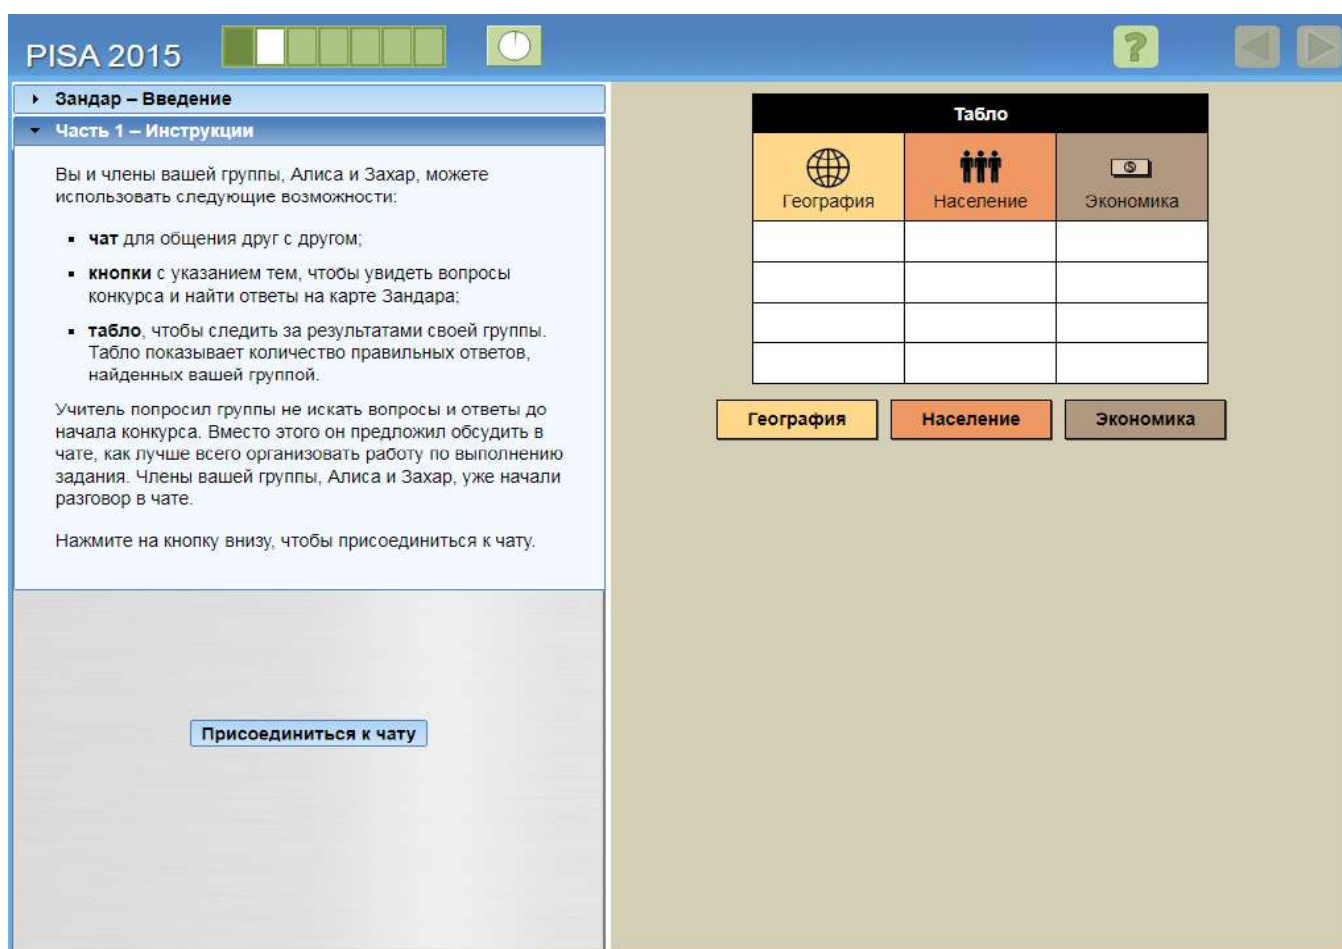 PISA 2015
?
Зандар – Введение
Часть 1 – Инструкции
Вы и члены вашей группы, Алиса и Захар, можете
использовать следующие возможности:
▪ чат для общения друг с другом;
▪ кнопки с указанием тем, чтобы увидеть вопросы
конкурса и найти ответы на карте Зандара;
▪ табло, чтобы следить за результатами своей группы.
Табло показывает количество правильных ответов,
найденных вашей группой.
Учитель попросил группы не искать вопросы и ответы до
начала конкурса. Вместо этого он предложил обсудить в
чате, как лучше всего организовать работу по выполнению
задания. Члены вашей группы, Алиса и Захар, уже начали
разговор в чате.
Нажмите на кнопку внизу, чтобы присоединиться к чату.
Присоединиться к чату
Табло
География Население Экономика
География Население Экономика